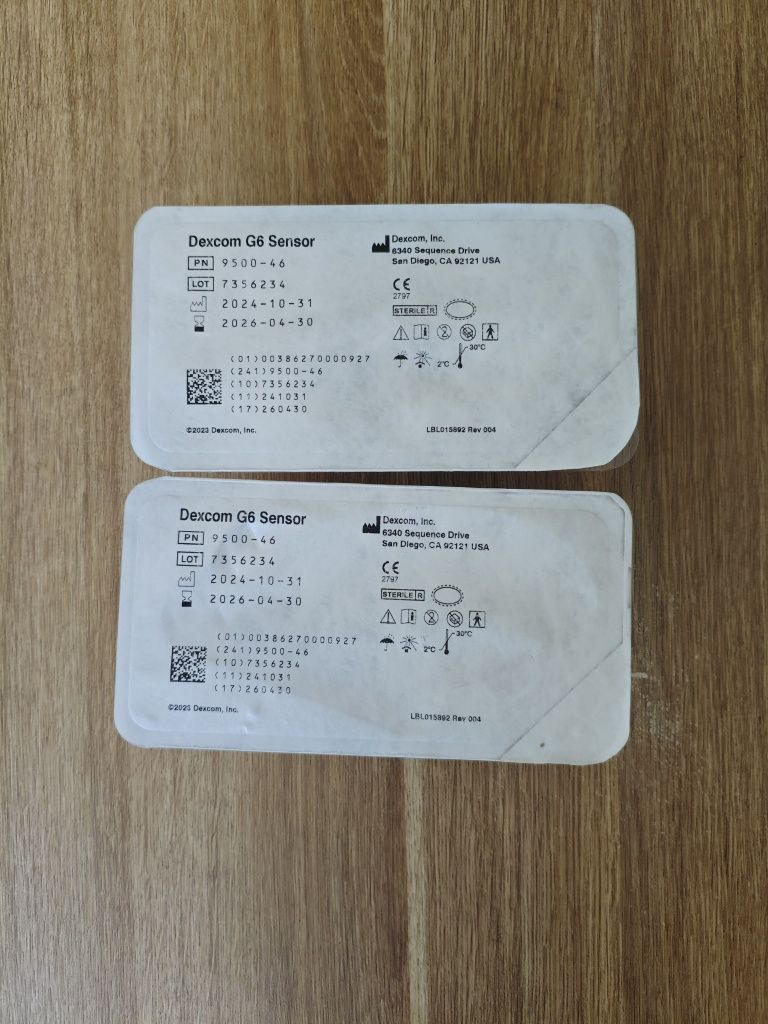 Dexcom G6 Sensor
PN 9500-46
LOT 7356234
2024-10-31
2026-04-30
(01)00386270000927
(241)9500-46
(10)7356234
(11)241031
(17)260430
©2023 Dexcom, Inc.
Dexcom, Inc.
6340 Sequence Drive
San Diego, CA 92121 USA
CE
2797
STERILE R
30°C
2°C
LBL015892 Rev 004
Dexcom G6 Sensor
PN 9500-46
LOT 7356234
2024-10-31
2026-04-30
(01)00386270000927
(241)9500-46
(10)7356234
(11)241031
(17)260430
©2023 Dexcom, Inc.
Dexcom, Inc.
6340 Sequence Drive
San Diego, CA 92121 USA
CE
2797
STERILE R
30°C
2°C
LBL015892 Rev 004